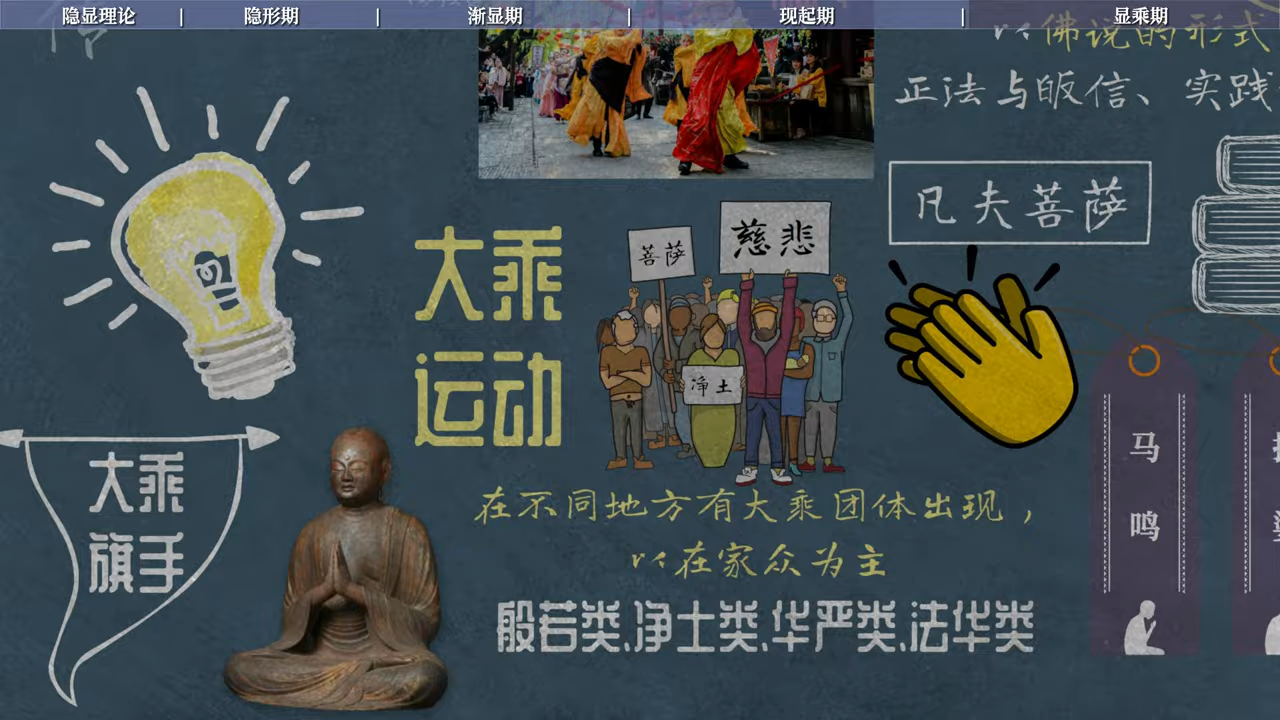 隐显理论 | 隐形期 | 渐显期 | 现起期 | 显乘期
以佛说的形式
正法与皈信、实践
凡夫菩萨
菩萨
慈悲
净土
大乘
运动
大乘
旗手
在不同地方有大乘团体出现，
以在家众为主
般若类、净土类、华严类、法华类
马鸣